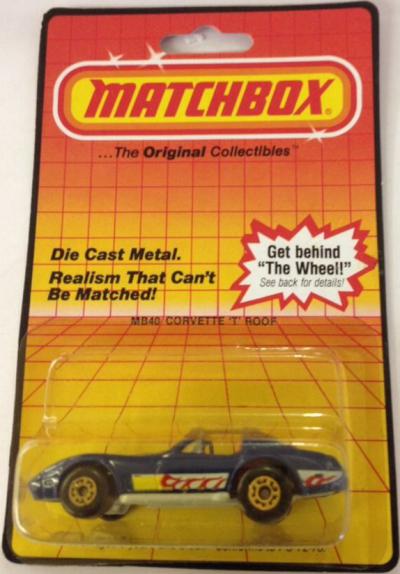 MATCHBOX®
...The Original Collectibles™
Die Cast Metal.
Realism That Can't
Be Matched!
Get behind
"The Wheel!"
See back for details!
MB40 CORVETTE 'T' ROOF